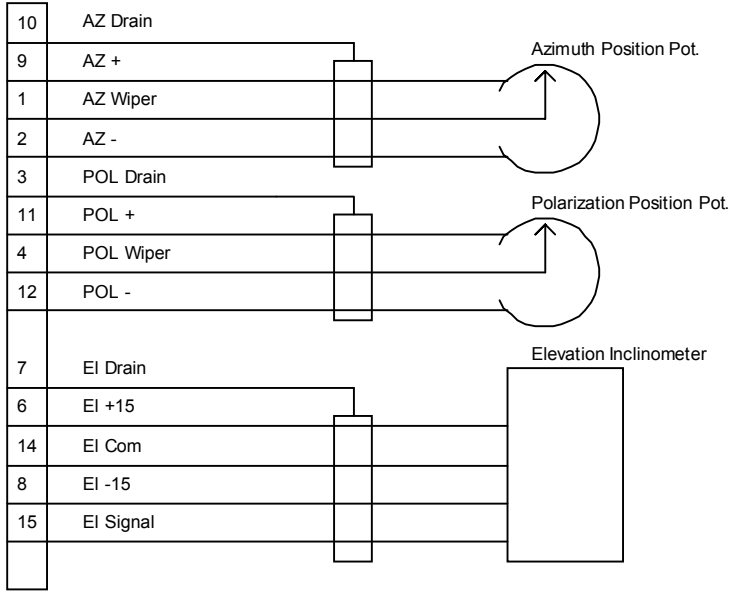 10 AZ Drain
Azimuth Position Pot.
9 AZ +
1 AZ Wiper
2 AZ -
3 POL Drain
Polarization Position Pot.
11 POL +
4 POL Wiper
12 POL -
Elevation Inclinometer
7 El Drain
6 El +15
14 El Com
8 El -15
15 El Signal